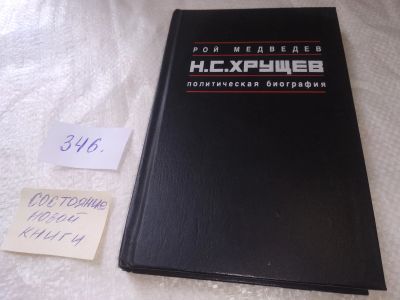 РОЙ МЕДВЕДЕВ
Н.С.ХРУЩЕВ
политическая биография
346.
СОСТОЯНИЕ
НОВОЙ
КНИГИ